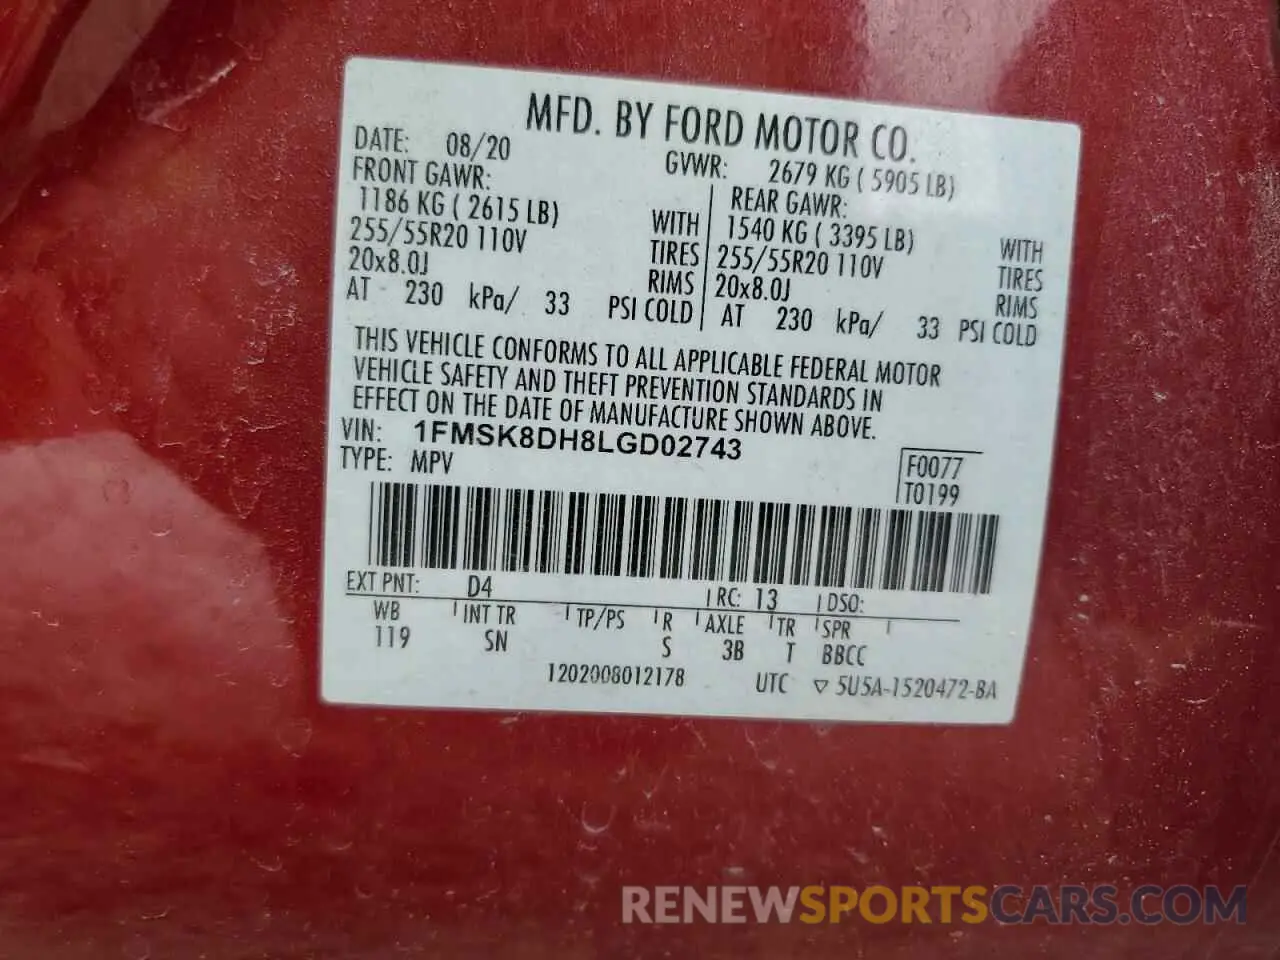 MFD. BY FORD MOTOR CO.
DATE: 08/20 GVWR: 2679 KG ( 5905 LB)
FRONT GAWR: REAR GAWR:
1186 KG ( 2615 LB) WITH 1540 KG ( 3395 LB) WITH
255/55R20 110V TIRES 255/55R20 110V TIRES
20x8.0J RIMS 20x8.0J RIMS
AT 230 kPa/ 33 PSI COLD AT 230 kPa/ 33 PSI COLD
THIS VEHICLE CONFORMS TO ALL APPLICABLE FEDERAL MOTOR
VEHICLE SAFETY AND THEFT PREVENTION STANDARDS IN
EFFECT ON THE DATE OF MANUFACTURE SHOWN ABOVE.
VIN: 1FMSK8DH8LGD02743
TYPE: MPV F0077
T0199
EXT PNT: D4 RC: 13 DSO:
WB INT TR TP/PS R AXLE TR SPR
119 SN S 3B T BBCC
1202008012178 UTC ▽ 5U5A-1520472-BA
RENEWSPORTSCARS.COM